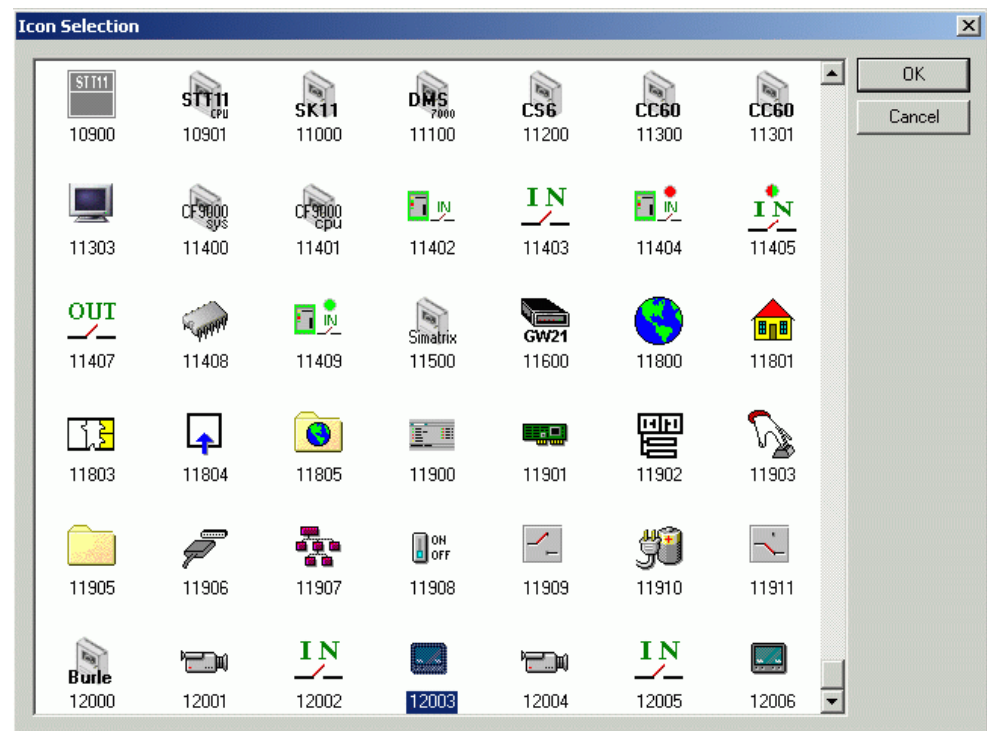 Icon Selection
OK
Cancel
STT11 STT11 CPU SK11 DMS 7000 CS6 CC60 CC60
10900 10901 11000 11100 11200 11300 11301
CF9000 sys CF9000 cpu IN IN IN IN
11303 11400 11401 11402 11403 11404 11405
OUT IN Simatrix GW21
11407 11408 11409 11500 11600 11800 11801
11803 11804 11805 11900 11901 11902 11903
ON
OFF
11905 11906 11907 11908 11909 11910 11911
Burle IN IN
12000 12001 12002 12003 12004 12005 12006